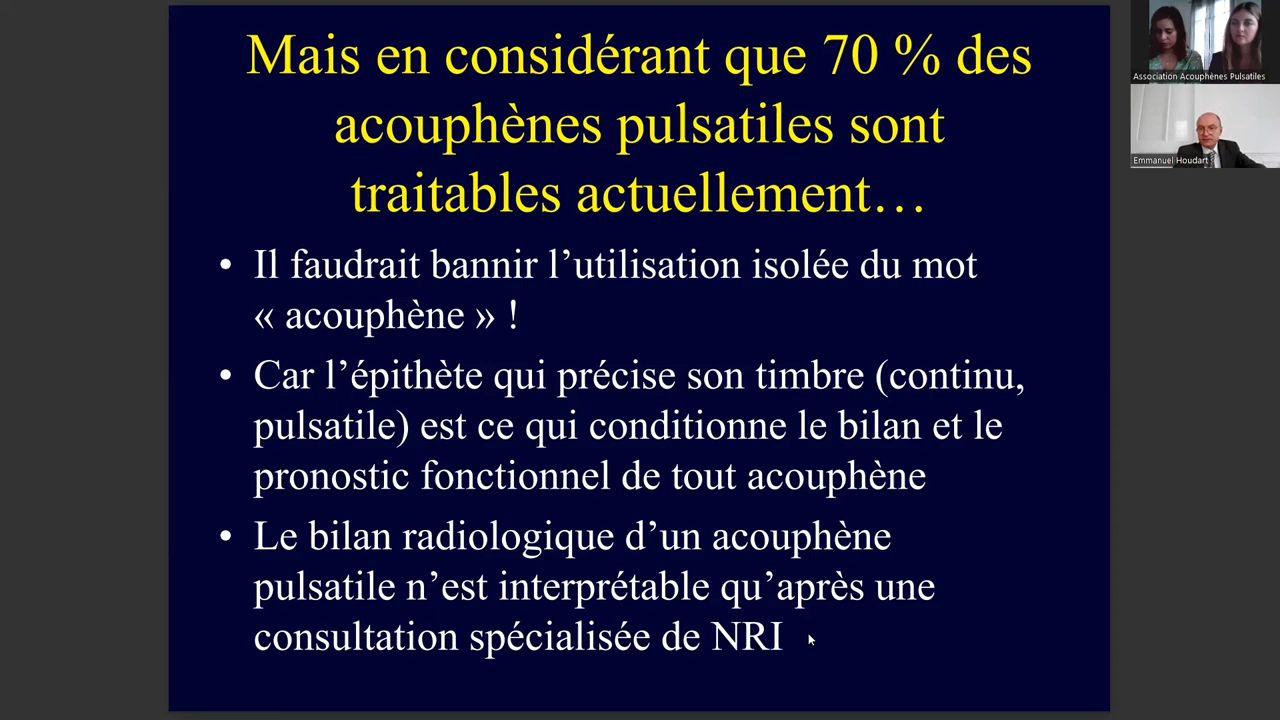 Mais en considérant que 70 % des
acouphènes pulsatiles sont
traitables actuellement…
• Il faudrait bannir l’utilisation isolée du mot
« acouphène » !
• Car l’épithète qui précise son timbre (continu,
pulsatile) est ce qui conditionne le bilan et le
pronostic fonctionnel de tout acouphène
• Le bilan radiologique d’un acouphène
pulsatile n’est interprétable qu’après une
consultation spécialisée de NRI
Association Acouphènes Pulsatiles
Emmanuel Houdart